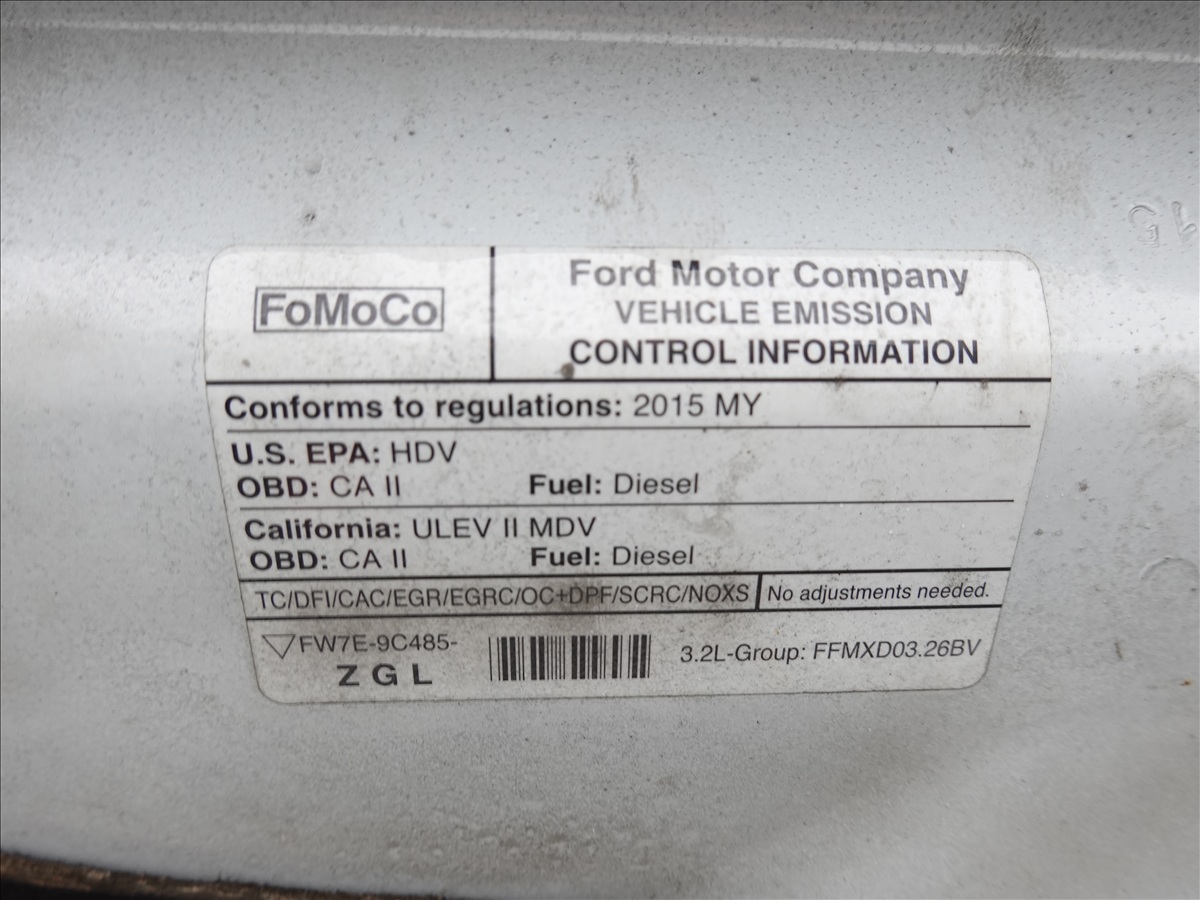 FoMoCo
Ford Motor Company
VEHICLE EMISSION
CONTROL INFORMATION
Conforms to regulations: 2015 MY
U.S. EPA: HDV
OBD: CA II Fuel: Diesel
California: ULEV II MDV
OBD: CA II Fuel: Diesel
TC/DFI/CAC/EGR/EGRC/OC+DPF/SCRC/NOXS No adjustments needed.
FW7E-9C485-
Z G L
3.2L-Group: FFMXD03.26BV